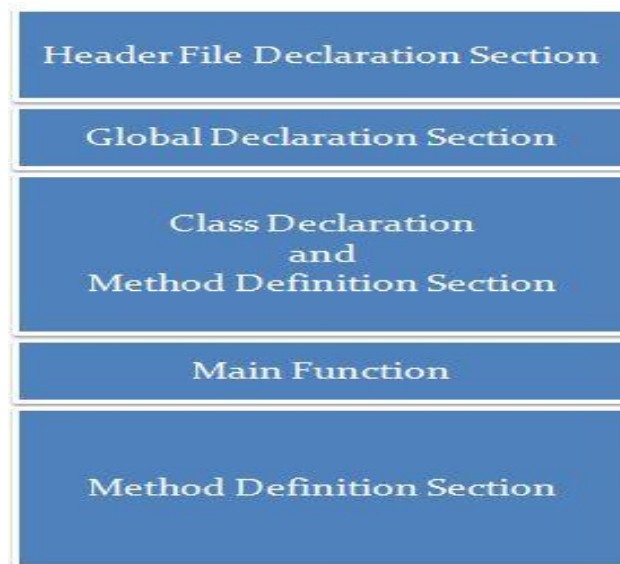 Header File Declaration Section
Global Declaration Section
Class Declaration
and
Method Definition Section
Main Function
Method Definition Section